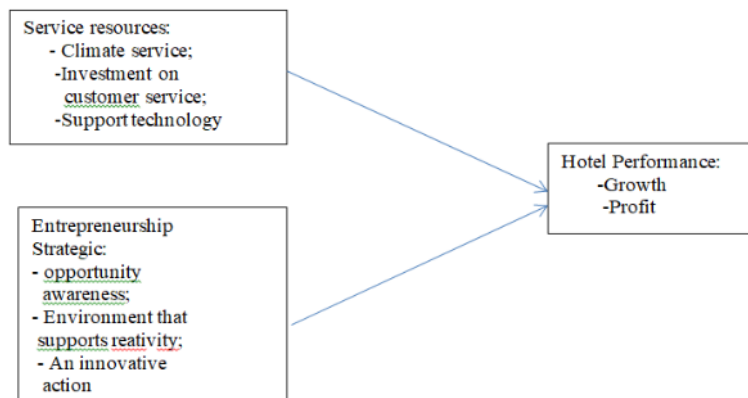 Service resources:
- Climate service;
-Investment on
customer service;
-Support technology
Hotel Performance:
-Growth
-Profit
Entrepreneurship
Strategic:
- opportunity
awareness;
- Environment that
supports reativity;
- An innovative
action